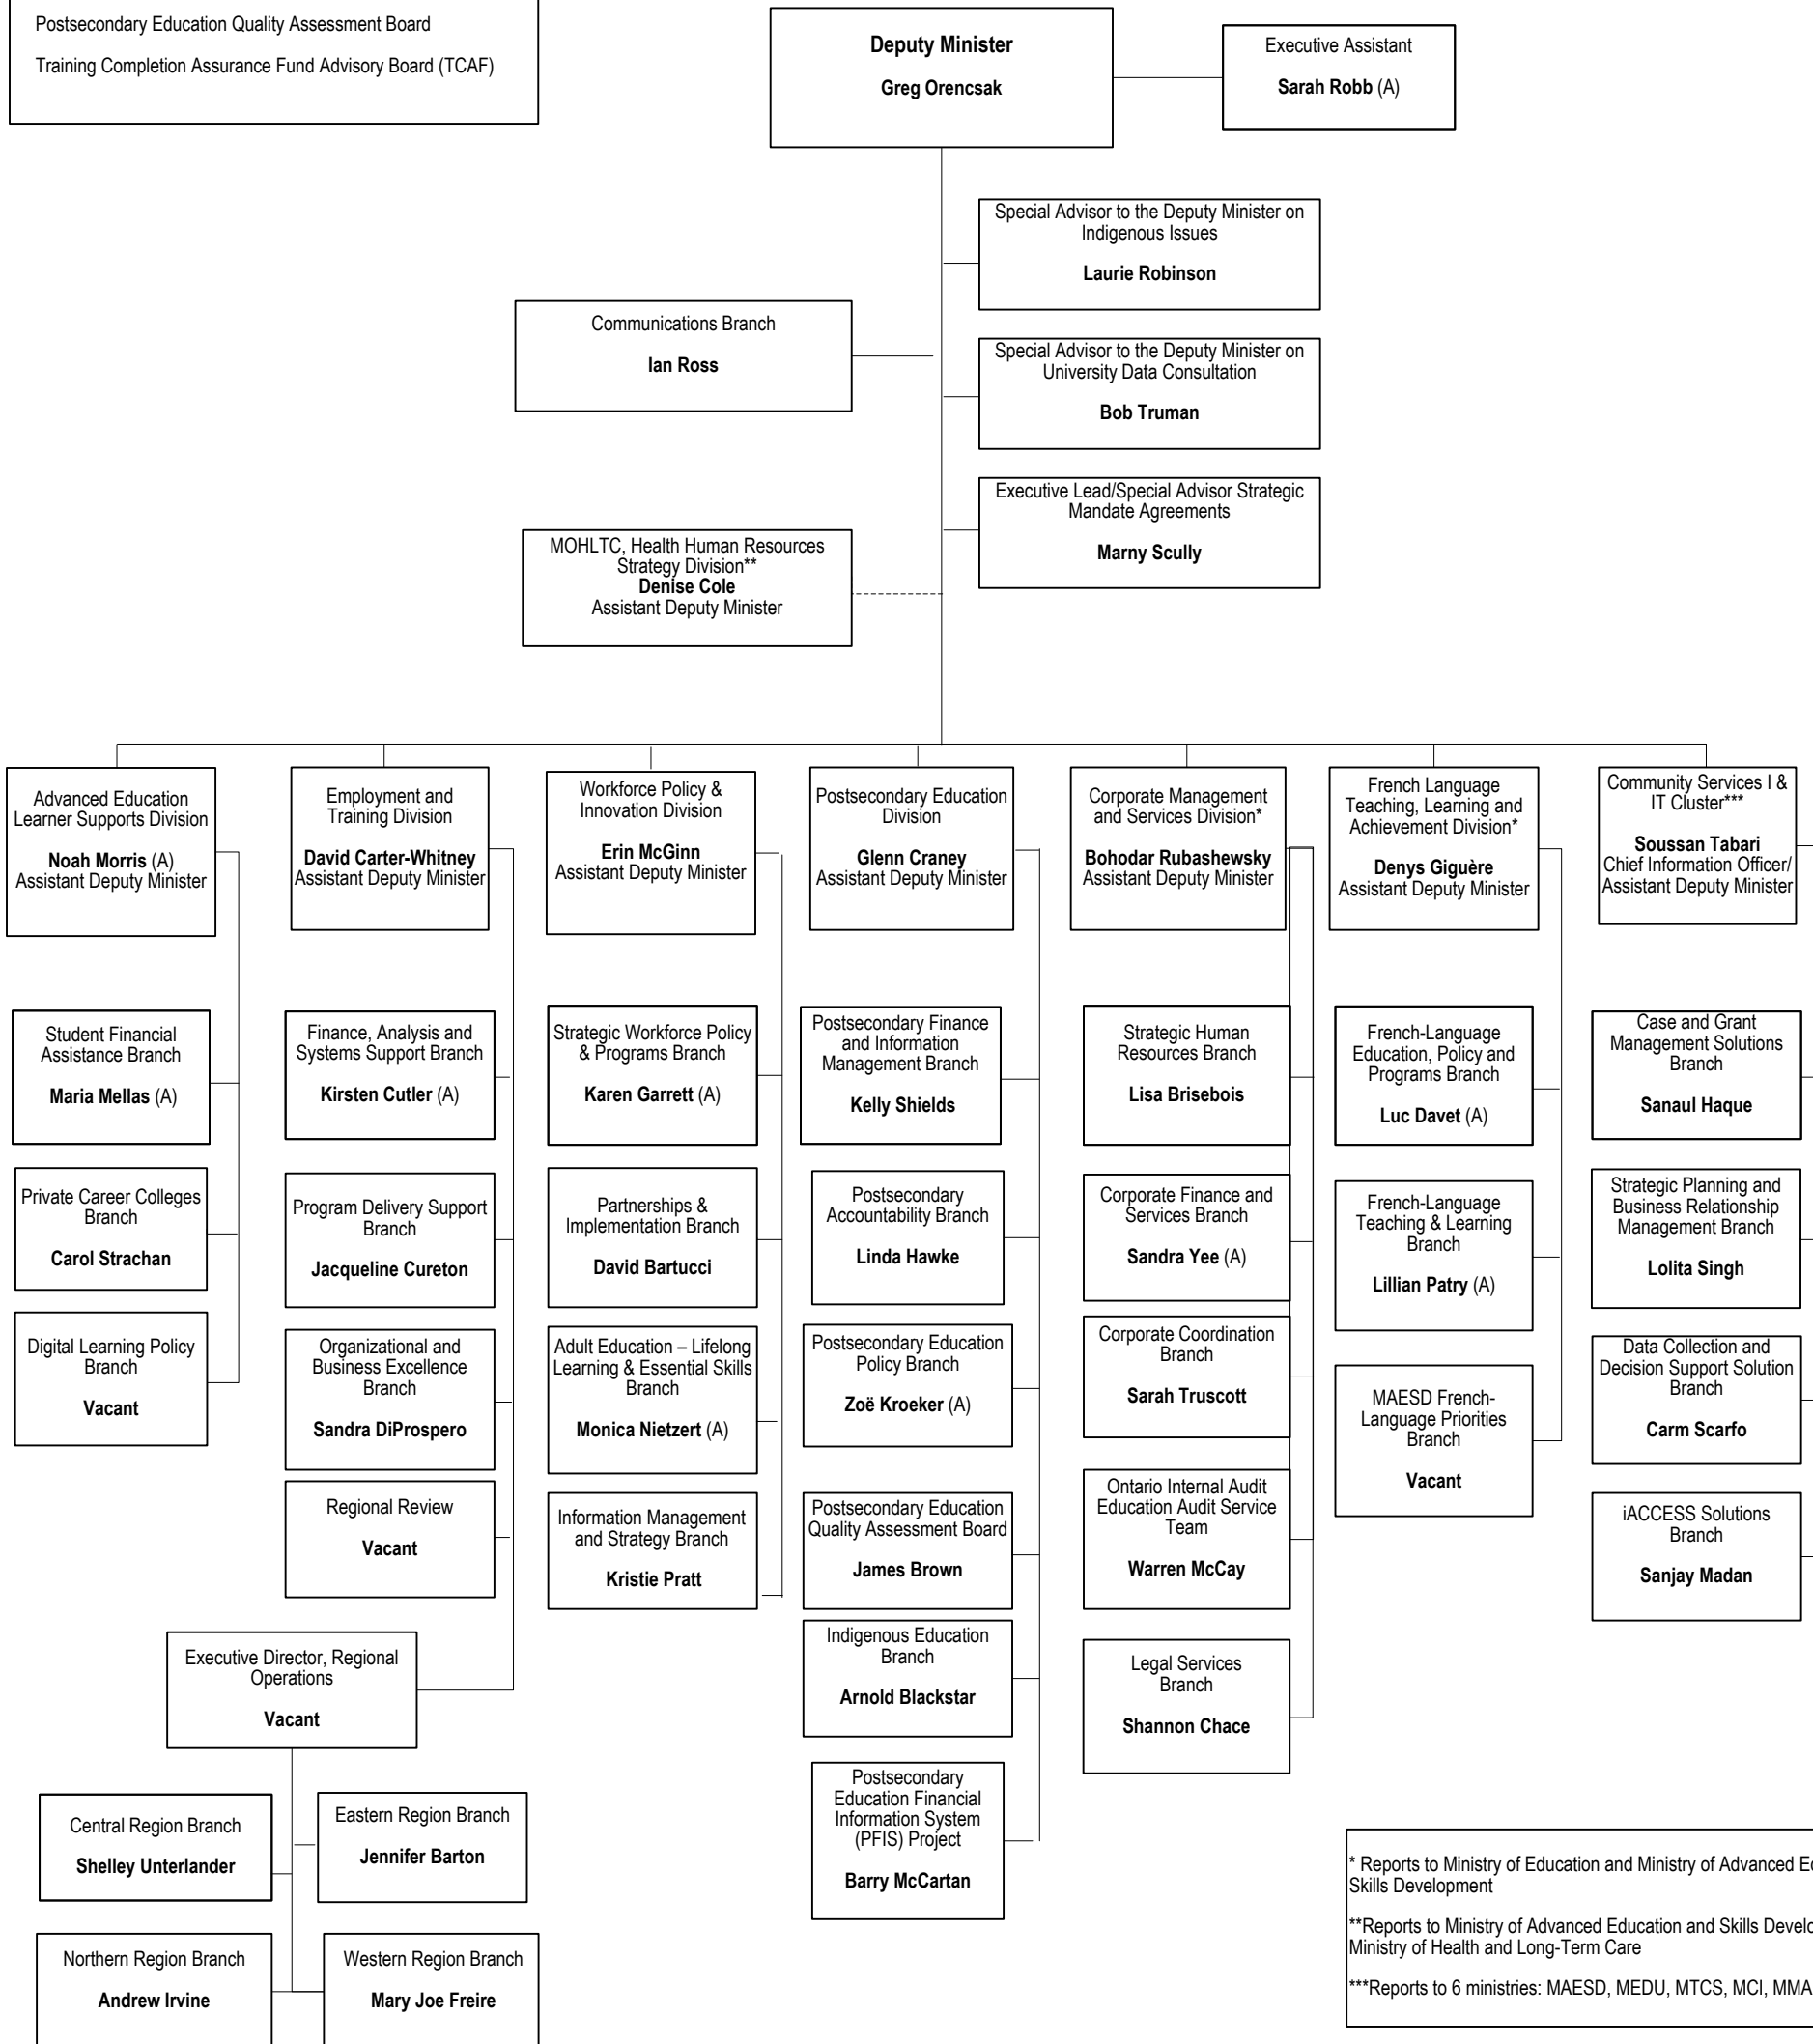 Postsecondary Education Quality Assessment Board
Training Completion Assurance Fund Advisory Board (TCAF)
Deputy Minister
Greg Orencsak
Executive Assistant
Sarah Robb (A)
Special Advisor to the Deputy Minister on
Indigenous Issues
Laurie Robinson
Communications Branch
Ian Ross
Special Advisor to the Deputy Minister on
University Data Consultation
Bob Truman
Executive Lead/Special Advisor Strategic
Mandate Agreements
Marny Scully
MOHLTC, Health Human Resources
Strategy Division**
Denise Cole
Assistant Deputy Minister
Advanced Education
Learner Supports Division
Noah Morris (A)
Assistant Deputy Minister
Student Financial
Assistance Branch
Maria Mellas (A)
Private Career Colleges
Branch
Carol Strachan
Digital Learning Policy
Branch
Vacant
Employment and
Training Division
David Carter-Whitney
Assistant Deputy Minister
Finance, Analysis and
Systems Support Branch
Kirsten Cutler (A)
Program Delivery Support
Branch
Jacqueline Cureton
Organizational and
Business Excellence
Branch
Sandra DiProspero
Regional Review
Vacant
Executive Director, Regional
Operations
Vacant
Central Region Branch
Shelley Unterlander
Eastern Region Branch
Jennifer Barton
Northern Region Branch
Andrew Irvine
Western Region Branch
Mary Joe Freire
Workforce Policy &
Innovation Division
Erin McGinn
Assistant Deputy Minister
Strategic Workforce Policy
& Programs Branch
Karen Garrett (A)
Partnerships &
Implementation Branch
David Bartucci
Adult Education – Lifelong
Learning & Essential Skills
Branch
Monica Nietzert (A)
Information Management
and Strategy Branch
Kristie Pratt
Postsecondary Education
Division
Glenn Craney
Assistant Deputy Minister
Postsecondary Finance
and Information
Management Branch
Kelly Shields
Postsecondary
Accountability Branch
Linda Hawke
Postsecondary Education
Policy Branch
Zoë Kroeker (A)
Postsecondary Education
Quality Assessment Board
James Brown
Indigenous Education
Branch
Arnold Blackstar
Postsecondary
Education Financial
Information System
(PFIS) Project
Barry McCartan
Corporate Management
and Services Division*
Bohodar Rubashewsky
Assistant Deputy Minister
Strategic Human
Resources Branch
Lisa Brisebois
Corporate Finance and
Services Branch
Sandra Yee (A)
Corporate Coordination
Branch
Sarah Truscott
Ontario Internal Audit
Education Audit Service
Team
Warren McCay
Legal Services
Branch
Shannon Chace
French Language
Teaching, Learning and
Achievement Division*
Denys Giguère
Assistant Deputy Minister
French-Language
Education, Policy and
Programs Branch
Luc Davet (A)
French-Language
Teaching & Learning
Branch
Lillian Patry (A)
MAESD French-
Language Priorities
Branch
Vacant
Community Services I &
IT Cluster***
Soussan Tabari
Chief Information Officer/
Assistant Deputy Minister
Case and Grant
Management Solutions
Branch
Sanaul Haque
Strategic Planning and
Business Relationship
Management Branch
Lolita Singh
Data Collection and
Decision Support Solution
Branch
Carm Scarfo
iACCESS Solutions
Branch
Sanjay Madan
* Reports to Ministry of Education and Ministry of Advanced
Skills Development
**Reports to Ministry of Advanced Education and Skills
Ministry of Health and Long-Term Care
***Reports to 6 ministries: MAESD, MEDU, MTCS, MCI,